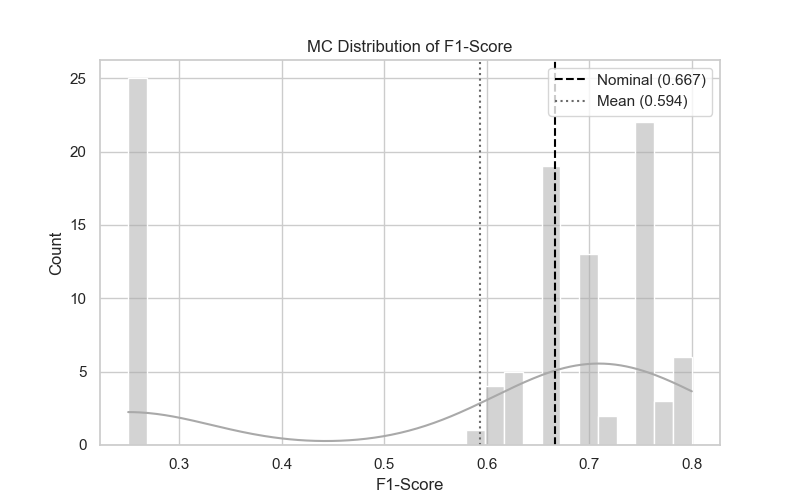 MC Distribution of F1-Score
Nominal (0.667)
Mean (0.594)
Count
25
20
15
10
5
0
0.3 0.4 0.5 0.6 0.7 0.8
F1-Score